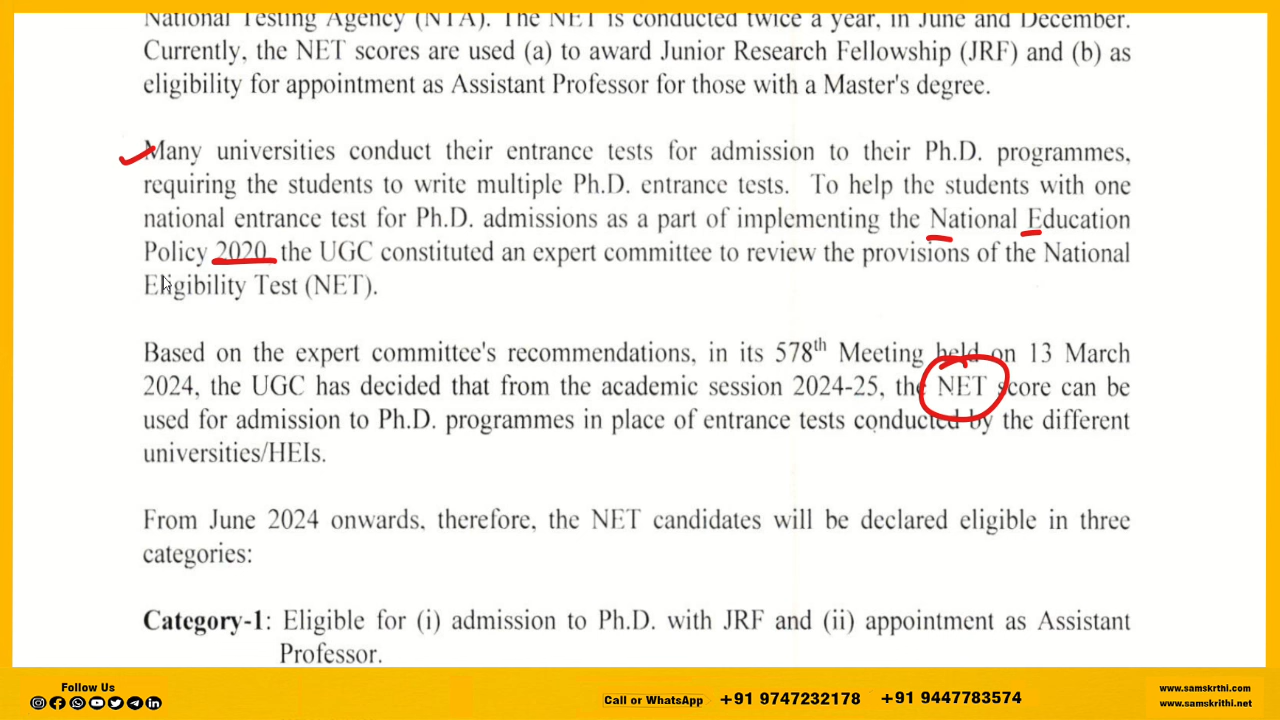 National Testing Agency (NTA). The NET is conducted twice a year, in June and December.
Currently, the NET scores are used (a) to award Junior Research Fellowship (JRF) and (b) as
eligibility for appointment as Assistant Professor for those with a Master's degree.
Many universities conduct their entrance tests for admission to their Ph.D. programmes,
requiring the students to write multiple Ph.D. entrance tests. To help the students with one
national entrance test for Ph.D. admissions as a part of implementing the National Education
Policy 2020, the UGC constituted an expert committee to review the provisions of the National
Eligibility Test (NET).
Based on the expert committee's recommendations, in its 578th Meeting held on 13 March
2024, the UGC has decided that from the academic session 2024-25, the NET score can be
used for admission to Ph.D. programmes in place of entrance tests conducted by the different
universities/HEIs.
From June 2024 onwards, therefore, the NET candidates will be declared eligible in three
categories:
Category-1: Eligible for (i) admission to Ph.D. with JRF and (ii) appointment as Assistant
Professor.
Follow Us
Call or WhatsApp +91 9747232178 +91 9447783574
www.samskrthi.com
www.samskrithi.net